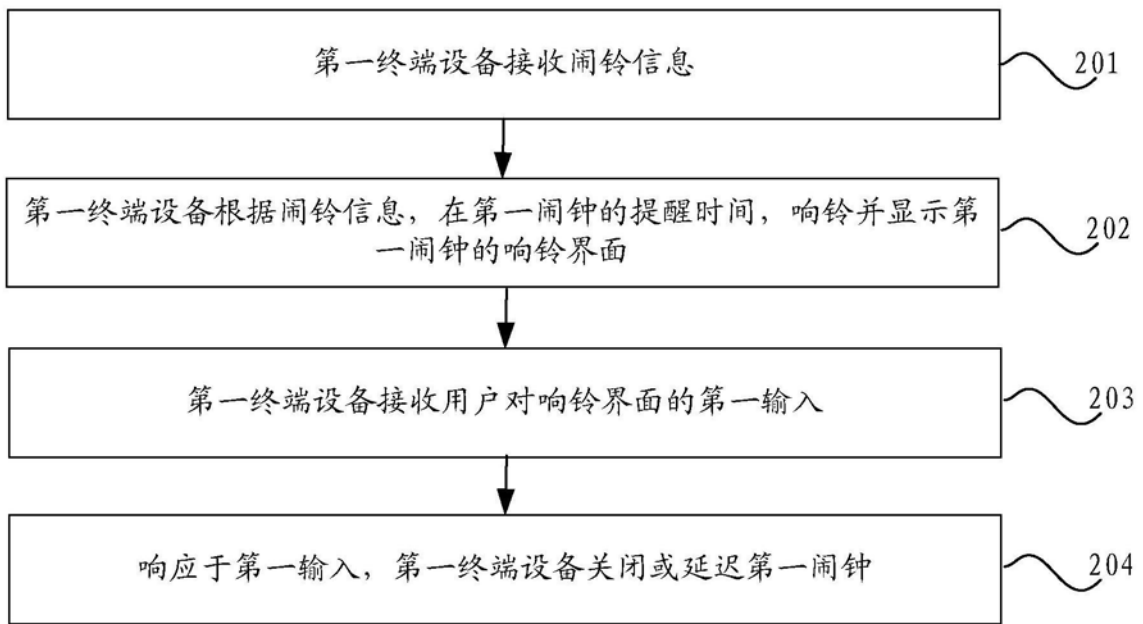 第一终端设备接收闹铃信息
201
第一终端设备根据闹铃信息，在第一闹钟的提醒时间，响铃并显示第
一闹钟的响铃界面
202
第一终端设备接收用户对响铃界面的第一输入
203
响应于第一输入，第一终端设备关闭或延迟第一闹钟
204